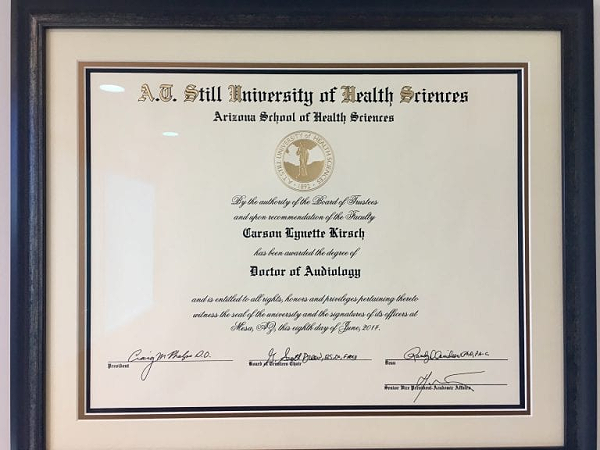 A.T. Still University of Health Sciences
Arizona School of Health Sciences
By the authority of the Board of Trustees
and upon recommendation of the Faculty
Carson Lynette Kirsch
has been awarded the degree of
Doctor of Audiology
and is entitled to all rights, honors and privileges pertaining thereto
witness the seal of the university and the signatures of its officers at
Mesa, AZ, this eighth day of June,
Craig M Phelps D.O.
President
Board of Trustees Chair
Dean
Senior Vice President-Academic Affairs